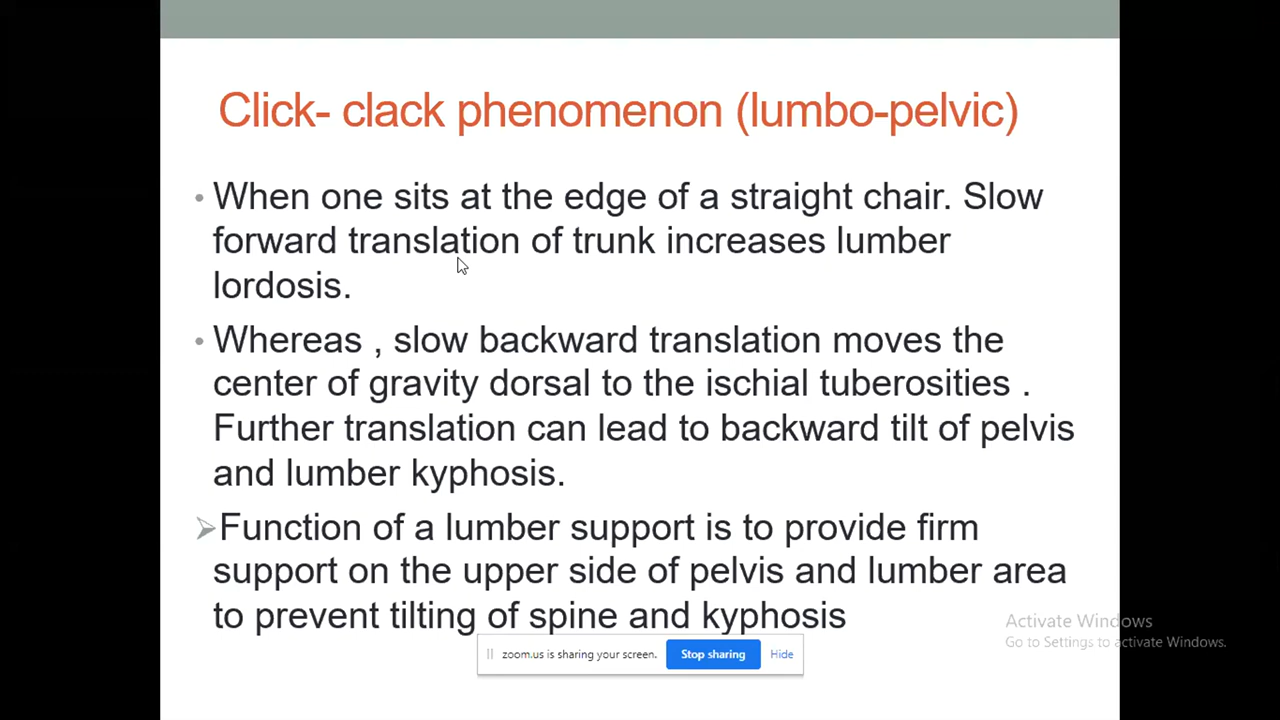 Click- clack phenomenon (lumbo-pelvic)
• When one sits at the edge of a straight chair. Slow
forward translation of trunk increases lumber
lordosis.
• Whereas , slow backward translation moves the
center of gravity dorsal to the ischial tuberosities .
Further translation can lead to backward tilt of pelvis
and lumber kyphosis.
➢Function of a lumber support is to provide firm
support on the upper side of pelvis and lumber area
to prevent tilting of spine and kyphosis
Activate Windows
Go to Settings to activate Windows.
zoom.us is sharing your screen. Stop sharing Hide